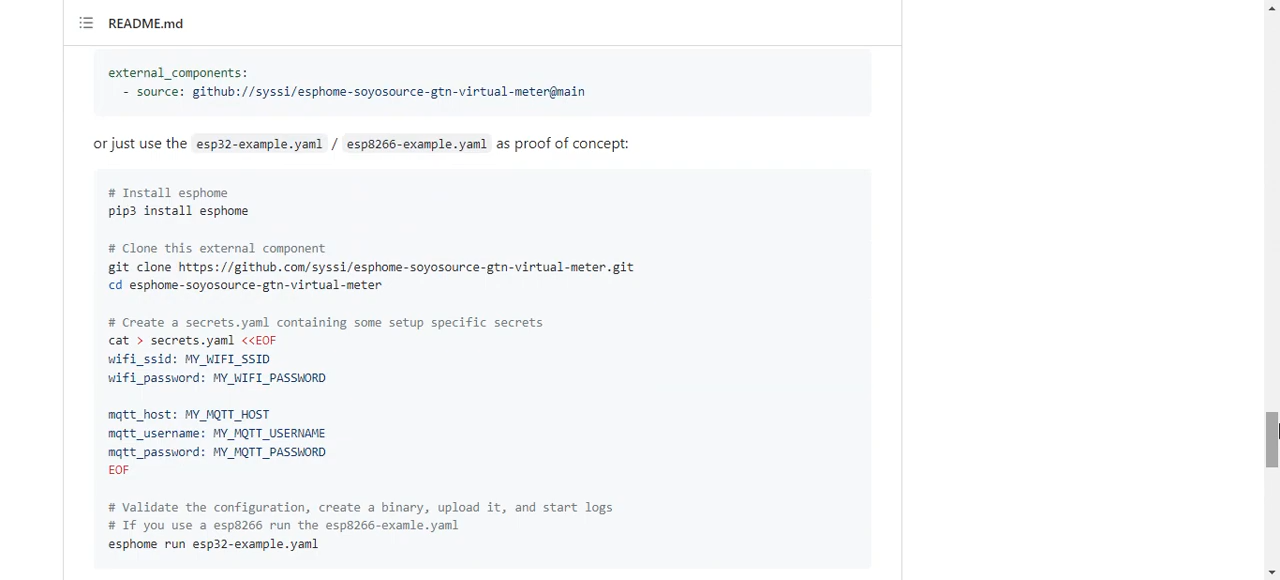 README.md
external_components:
- source: github://syssi/esphome-soyosource-gtn-virtual-meter@main
or just use the esp32-example.yaml / esp8266-example.yaml as proof of concept:
# Install esphome
pip3 install esphome
# Clone this external component
git clone https://github.com/syssi/esphome-soyosource-gtn-virtual-meter.git
cd esphome-soyosource-gtn-virtual-meter
# Create a secrets.yaml containing some setup specific secrets
cat > secrets.yaml <<EOF
wifi_ssid: MY_WIFI_SSID
wifi_password: MY_WIFI_PASSWORD
mqtt_host: MY_MQTT_HOST
mqtt_username: MY_MQTT_USERNAME
mqtt_password: MY_MQTT_PASSWORD
EOF
# Validate the configuration, create a binary, upload it, and start logs
# If you use a esp8266 run the esp8266-examle.yaml
esphome run esp32-example.yaml